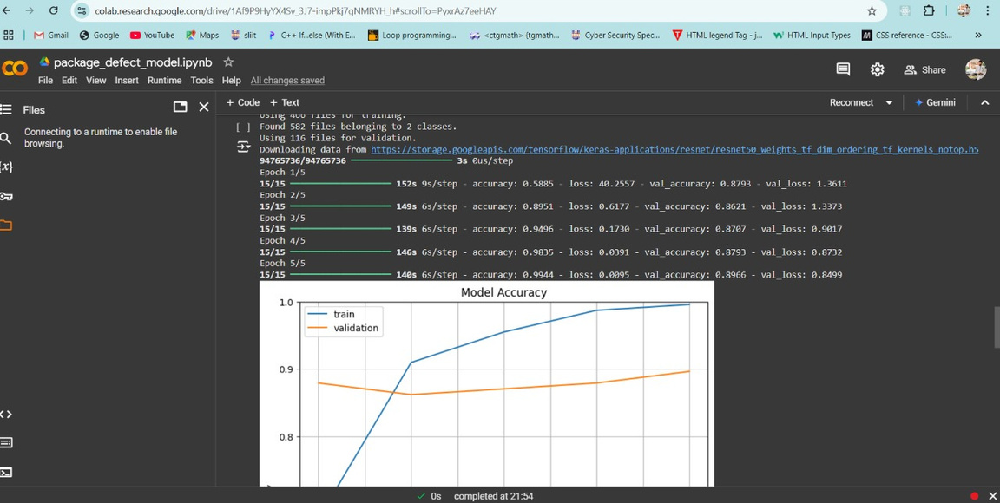 colab.research.google.com/drive/1Af9P9HyYX4Sv_3J7-impPkj7gNMRYH_h#scrollTo=PyxrAz7eeHAY
Gmail Google YouTube Maps sliit C++ If...else (With E... Loop programming... <ctgmath> (tgmath... Cyber Security Spec... HTML legend Tag - j... HTML Input Types CSS reference - CSS:... »
package_defect_model.ipynb
File Edit View Insert Runtime Tools Help All changes saved
Share
Files
+ Code + Text
Reconnect
Gemini
Connecting to a runtime to enable file
browsing.
Using 466 files for training.
[ ] Found 582 files belonging to 2 classes.
Using 116 files for validation.
Downloading data from https://storage.googleapis.com/tensorflow/keras-applications/resnet/resnet50_weights_tf_dim_ordering_tf_kernels_notop.h5
94765736/94765736 3s 0us/step
Epoch 1/5
15/15 152s 9s/step - accuracy: 0.5885 - loss: 40.2557 - val_accuracy: 0.8793 - val_loss: 1.3611
Epoch 2/5
15/15 149s 6s/step - accuracy: 0.8951 - loss: 0.6177 - val_accuracy: 0.8621 - val_loss: 1.3373
Epoch 3/5
15/15 139s 6s/step - accuracy: 0.9496 - loss: 0.1730 - val_accuracy: 0.8707 - val_loss: 0.9017
Epoch 4/5
15/15 146s 6s/step - accuracy: 0.9835 - loss: 0.0391 - val_accuracy: 0.8793 - val_loss: 0.8732
Epoch 5/5
15/15 140s 6s/step - accuracy: 0.9944 - loss: 0.0095 - val_accuracy: 0.8966 - val_loss: 0.8499
Model Accuracy
1.0
train
validation
0.9
0.8
{x}
0s completed at 21:54